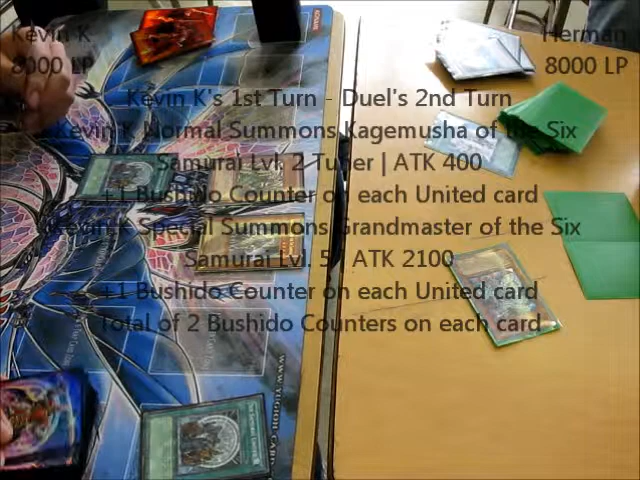 Kevin K
8000 LP
Herman
8000 LP
Kevin K's 1st Turn - Duel's 2nd Turn
Kevin K Normal Summons Kagemusha of the Six
Samurai Lvl. 2 Tuner | ATK 400
+1 Bushido Counter on each United card
Kevin K Special Summons Grandmaster of the Six
Samurai Lvl. 5 | ATK 2100
+1 Bushido Counter on each United card
Total of 2 Bushido Counters on each card
KONAMI